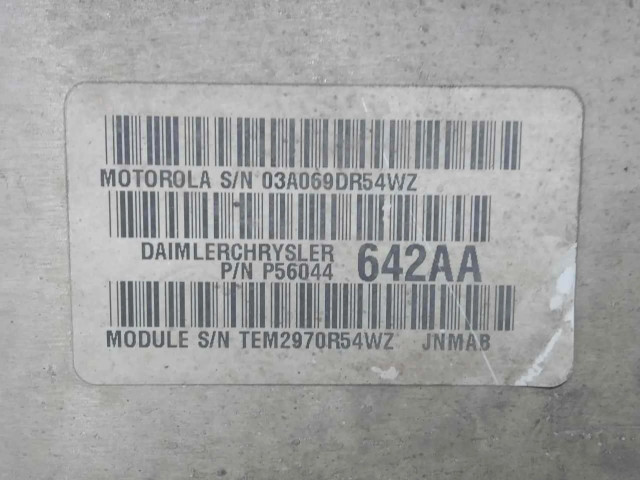 MOTOROLA S/N 03A069DR54WZ
DAIMLERCHRYSLER
P/N P56044 642AA
MODULE S/N TEM2970R54WZ JNMAB